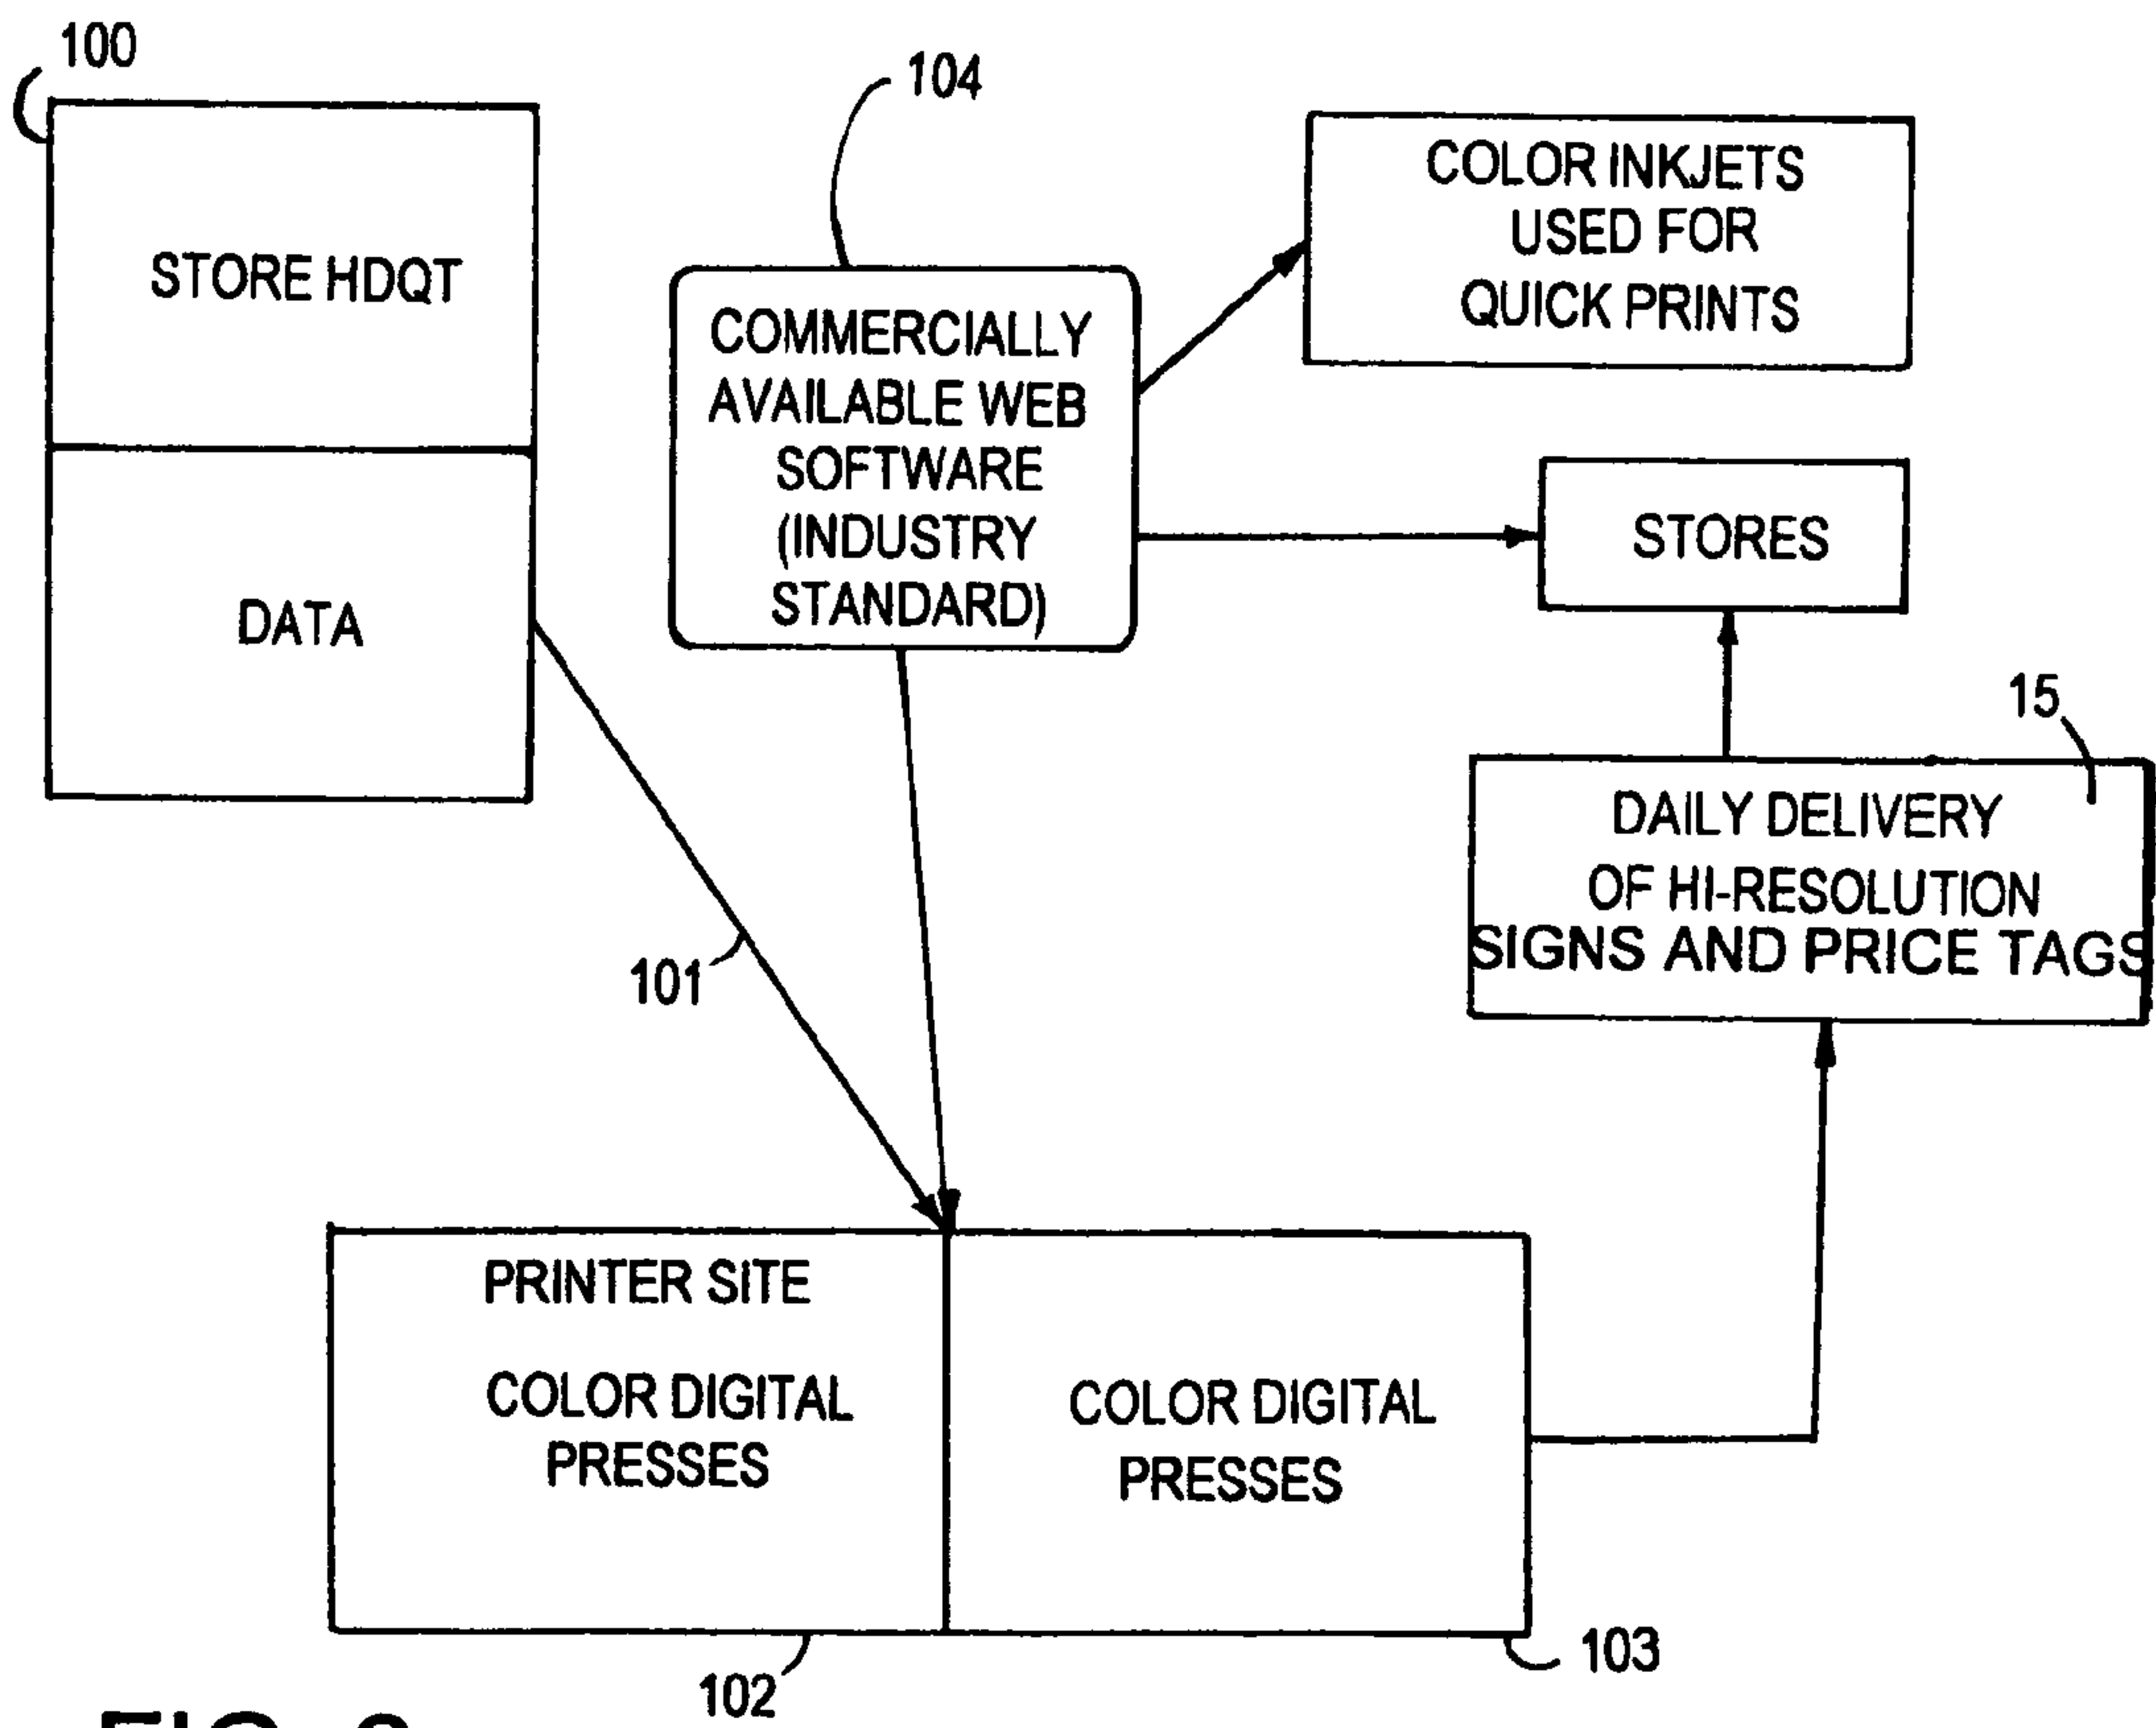 100
STORE HDQT
DATA
104
COMMERCIALLY
AVAILABLE WEB
SOFTWARE
(INDUSTRY
STANDARD)
COLOR INKJETS
USED FOR
QUICK PRINTS
STORES
15
DAILY DELIVERY
OF HI-RESOLUTION
SIGNS AND PRICE TAGS
101
PRINTER SITE
COLOR DIGITAL
PRESSES
COLOR DIGITAL
PRESSES
102
103